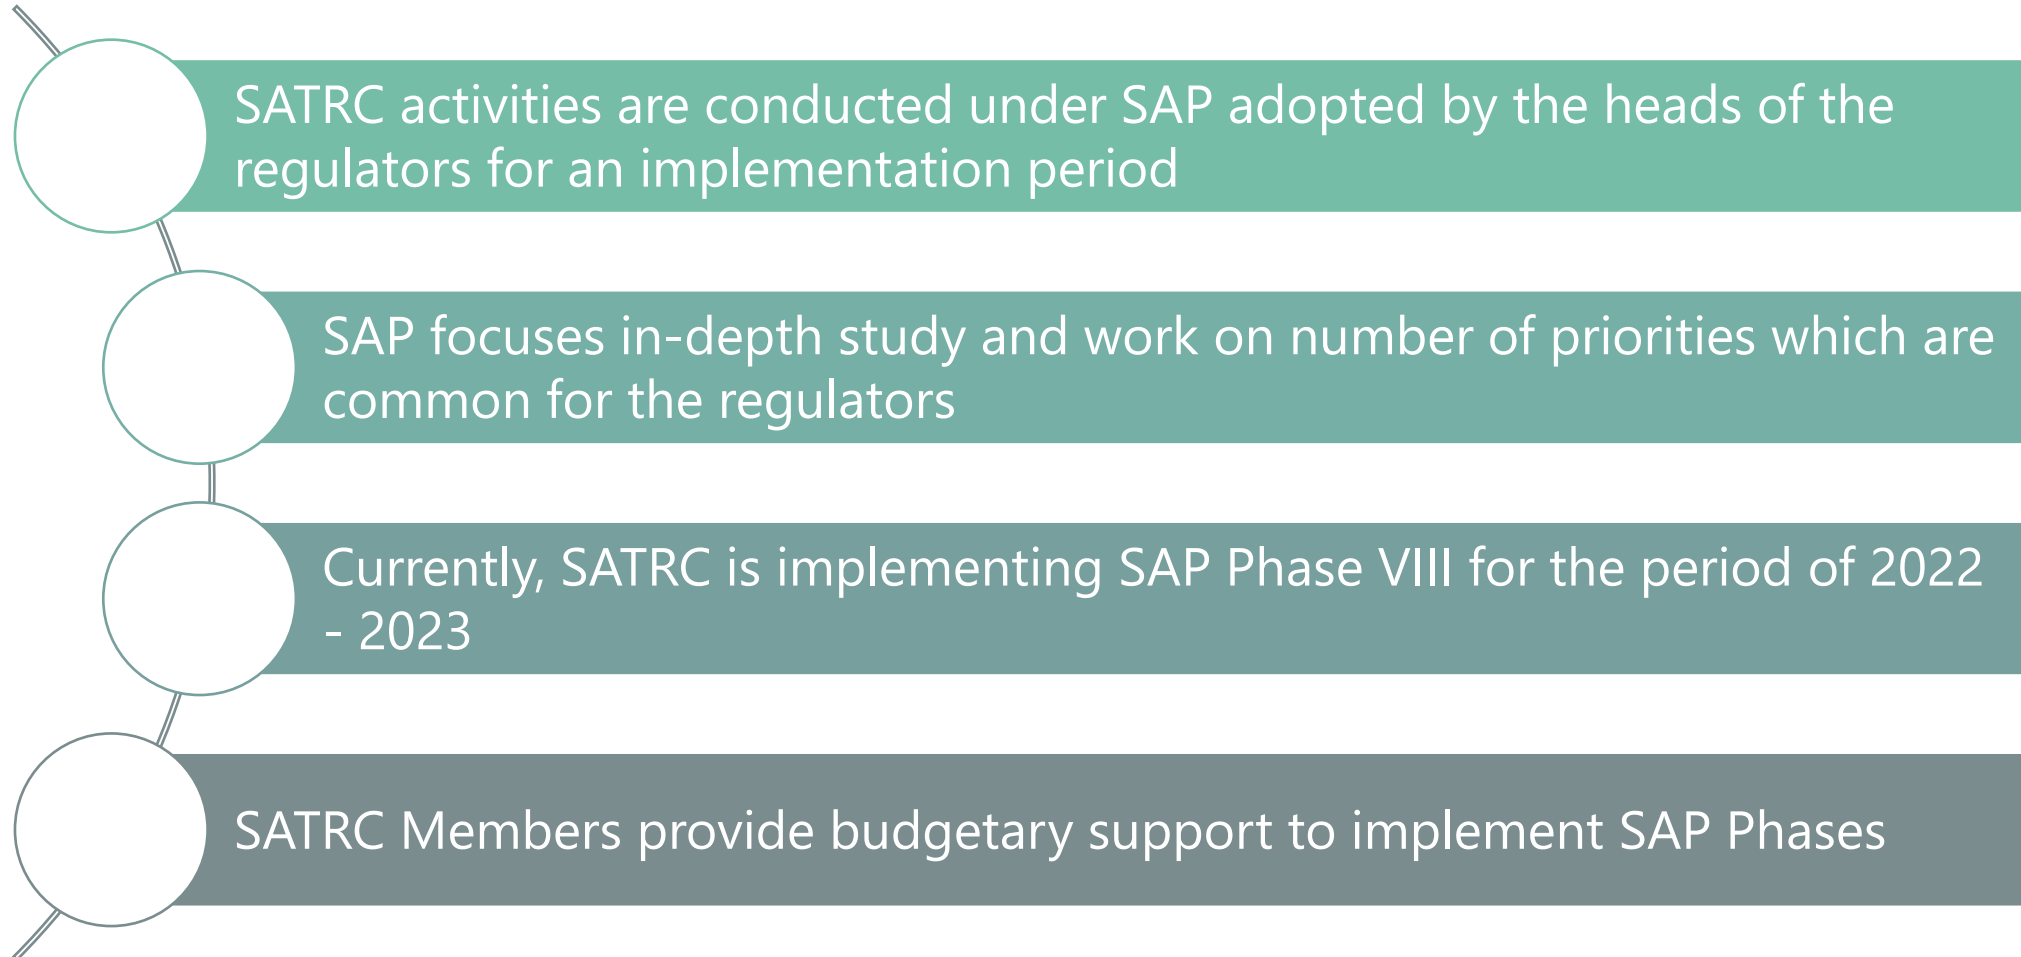 SATRC activities are conducted under SAP adopted by the heads of the
regulators for an implementation period
SAP focuses in-depth study and work on number of priorities which are
common for the regulators
Currently, SATRC is implementing SAP Phase VIII for the period of 2022
- 2023
SATRC Members provide budgetary support to implement SAP Phases